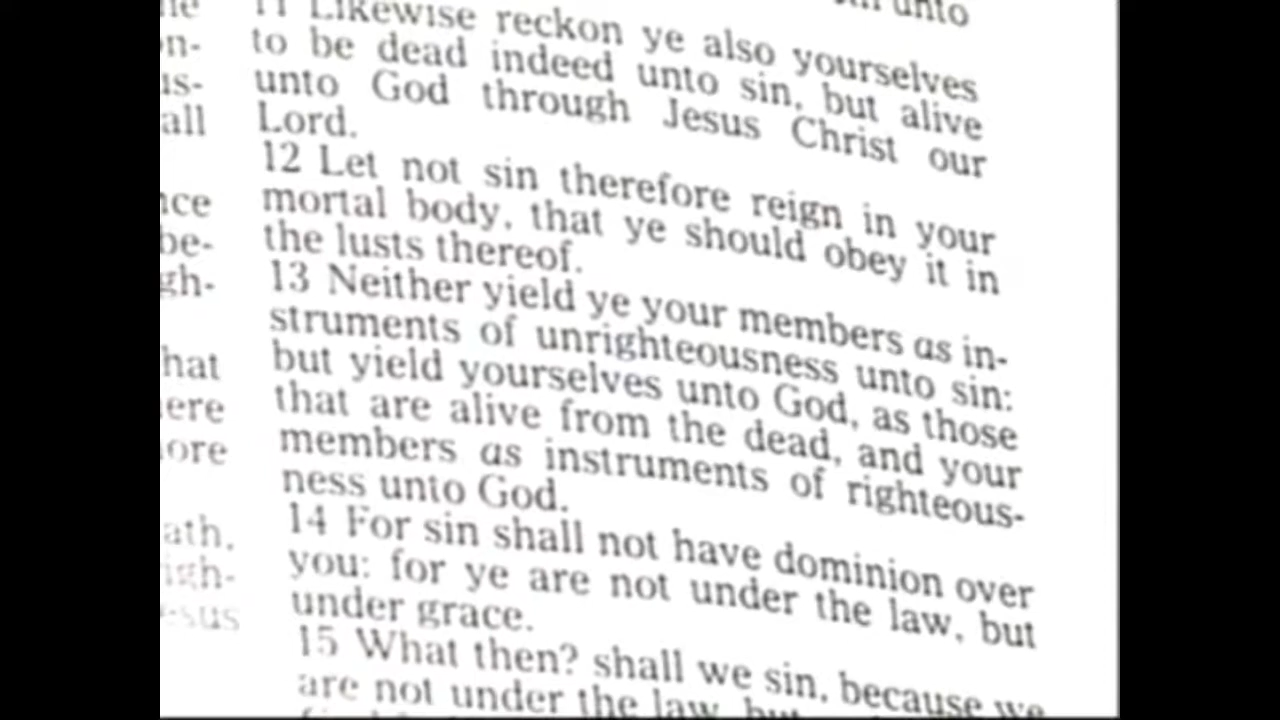 unto
11 Likewise reckon ye also yourselves
to be dead indeed unto sin, but alive
unto God through Jesus Christ our
Lord.
12 Let not sin therefore reign in your
mortal body, that ye should obey it in
the lusts thereof.
13 Neither yield ye your members as in-
struments of unrighteousness unto sin:
but yield yourselves unto God, as those
that are alive from the dead, and your
members as instruments of righteous-
ness unto God.
14 For sin shall not have dominion over
you: for ye are not under the law, but
under grace.
15 What then? shall we sin, because we
are not under the law, but